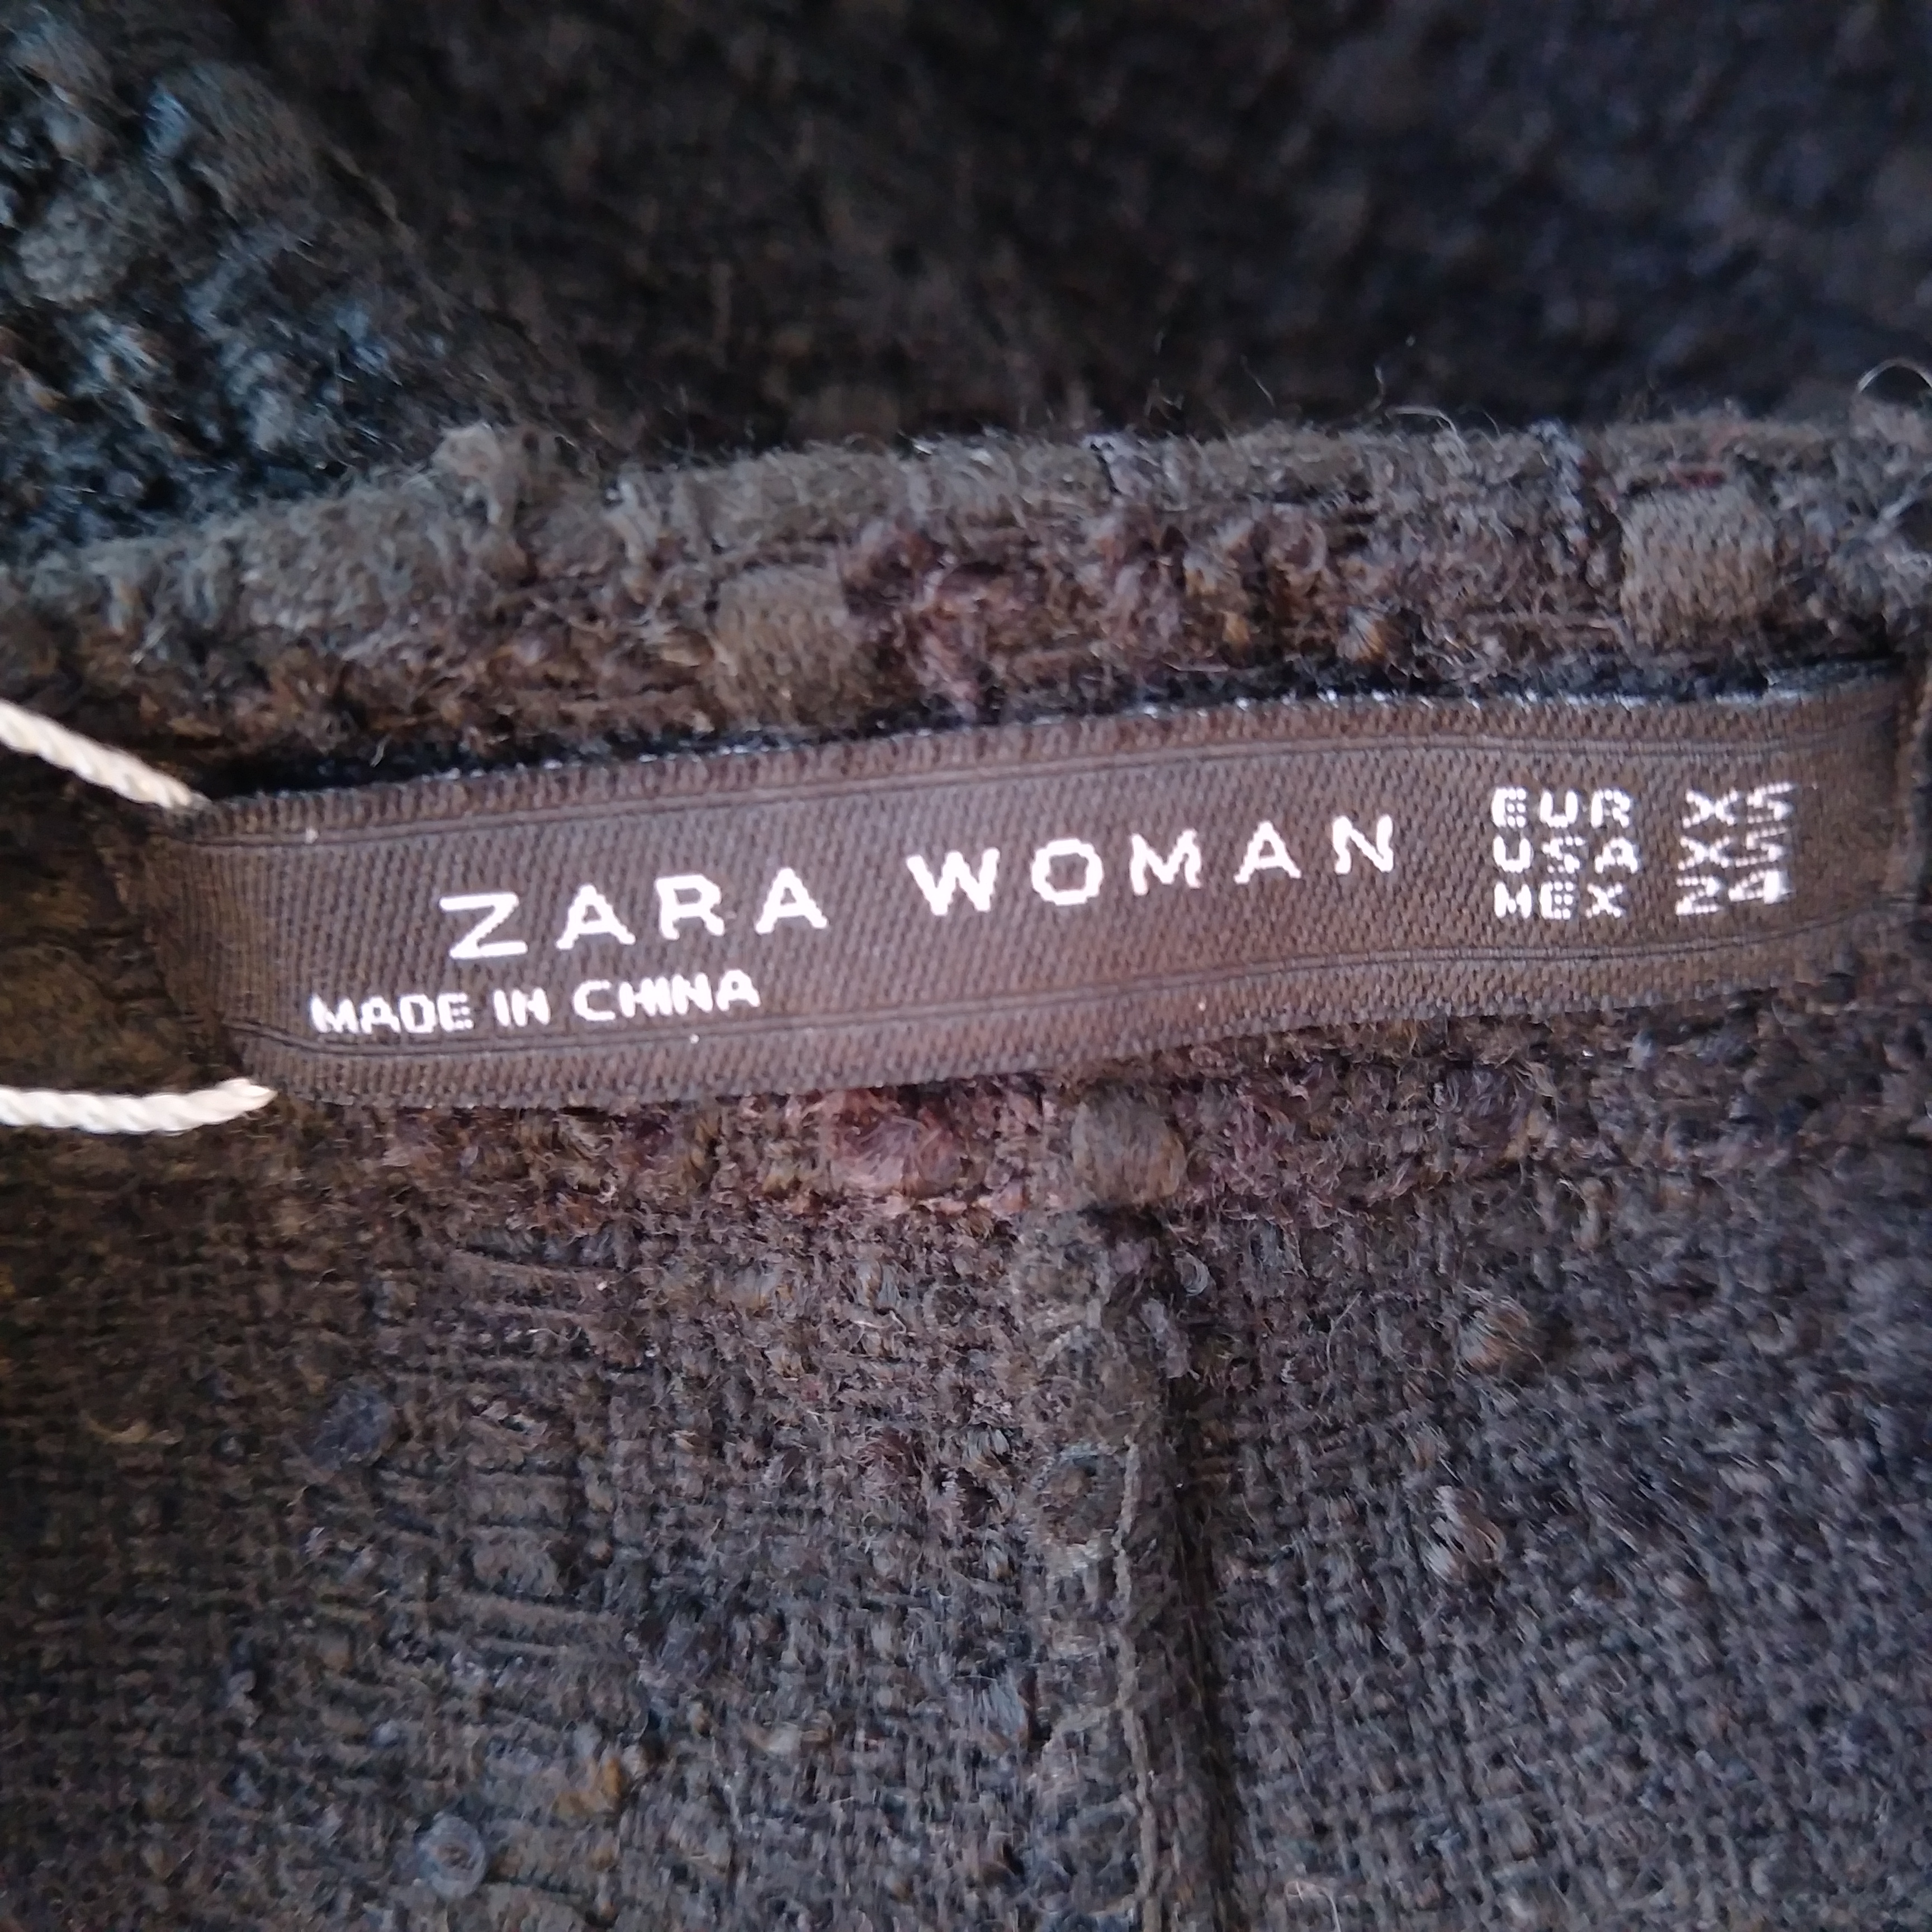 ZARA WOMAN
MADE IN CHINA
EUR XS
USA XS
MEX 24